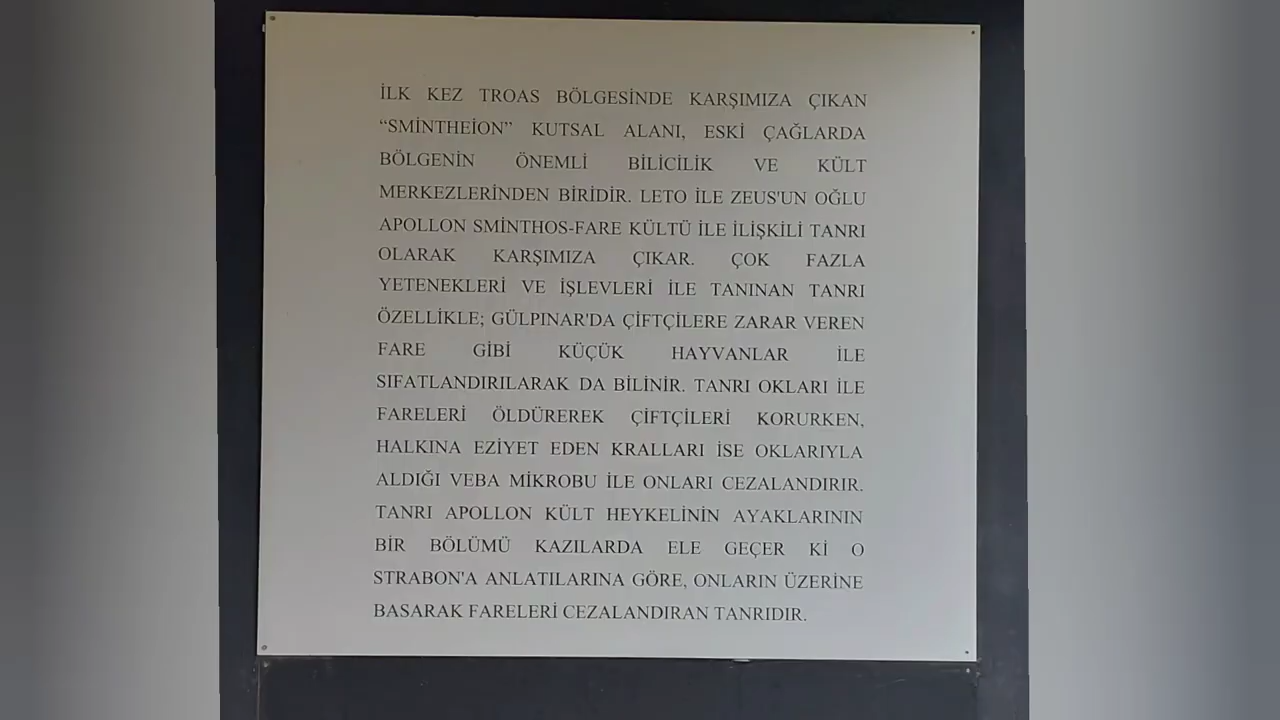 İLK KEZ TROAS BÖLGESİNDE KARŞIMIZA ÇIKAN
“SMİNTHEİON” KUTSAL ALANI, ESKİ ÇAĞLARDA
BÖLGENİN ÖNEMLİ BİLİCİLİK VE KÜLT
MERKEZLERİNDEN BİRİDİR. LETO İLE ZEUS'UN OĞLU
APOLLON SMİNTHOS-FARE KÜLTÜ İLE İLİŞKİLİ TANRI
OLARAK KARŞIMIZA ÇIKAR. ÇOK FAZLA
YETENEKLERİ VE İŞLEVLERİ İLE TANINAN TANRI
ÖZELLİKLE; GÜLPINAR'DA ÇİFTÇİLERE ZARAR VEREN
FARE GİBİ KÜÇÜK HAYVANLAR İLE
SIFATLANDIRILARAK DA BİLİNİR. TANRI OKLARI İLE
FARELERİ ÖLDÜREREK ÇİFTÇİLERİ KORURKEN,
HALKINA EZİYET EDEN KRALLARI İSE OKLARIYLA
ALDIĞI VEBA MİKROBU İLE ONLARI CEZALANDIRIR.
TANRI APOLLON KÜLT HEYKELİNİN AYAKLARININ
BİR BÖLÜMÜ KAZILARDA ELE GEÇER Kİ O
STRABON'A ANLATILARINA GÖRE, ONLARIN ÜZERİNE
BASARAK FARELERİ CEZALANDIRAN TANRIDIR.